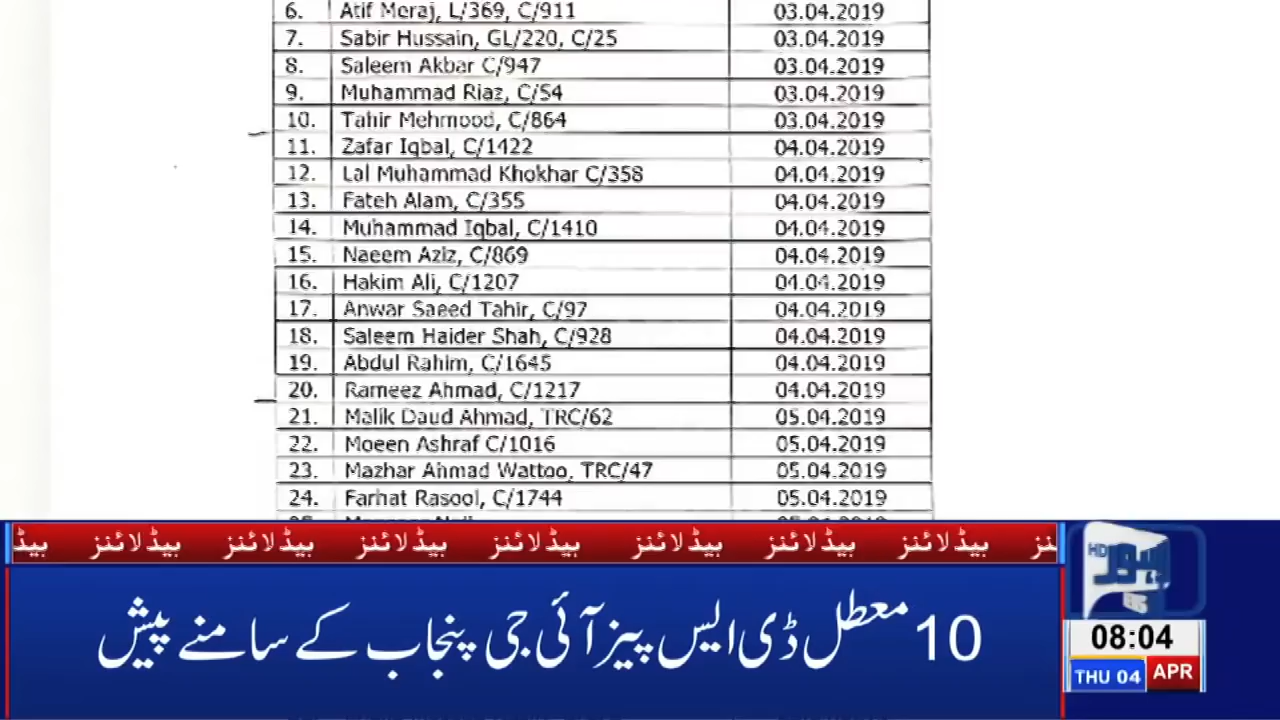 6. Atif Meraj, L/369, C/911 03.04.2019
7. Sabir Hussain, GL/220, C/25 03.04.2019
8. Saleem Akbar C/947 03.04.2019
9. Muhammad Riaz, C/54 03.04.2019
10. Tahir Mehmood, C/864 03.04.2019
11. Zafar Iqbal, C/1422 04.04.2019
12. Lal Muhammad Khokhar C/358 04.04.2019
13. Fateh Alam, C/355 04.04.2019
14. Muhammad Iqbal, C/1410 04.04.2019
15. Naeem Aziz, C/869 04.04.2019
16. Hakim Ali, C/1207 04.04.2019
17. Anwar Saeed Tahir, C/97 04.04.2019
18. Saleem Haider Shah, C/928 04.04.2019
19. Abdul Rahim, C/1645 04.04.2019
20. Rameez Ahmad, C/1217 04.04.2019
21. Malik Daud Ahmad, TRC/62 05.04.2019
22. Moeen Ashraf C/1016 05.04.2019
23. Mazhar Ahmad Wattoo, TRC/47 05.04.2019
24. Farhat Rasool, C/1744 05.04.2019
ہیڈلائنز ہیڈلائنز ہیڈلائنز ہیڈلائنز ہیڈلائنز ہیڈلائنز ہیڈلائنز
HD لاہور
10 معطل ڈی ایس پیز آئی جی پنجاب کے سامنے پیش
08:04
THU 04 APR